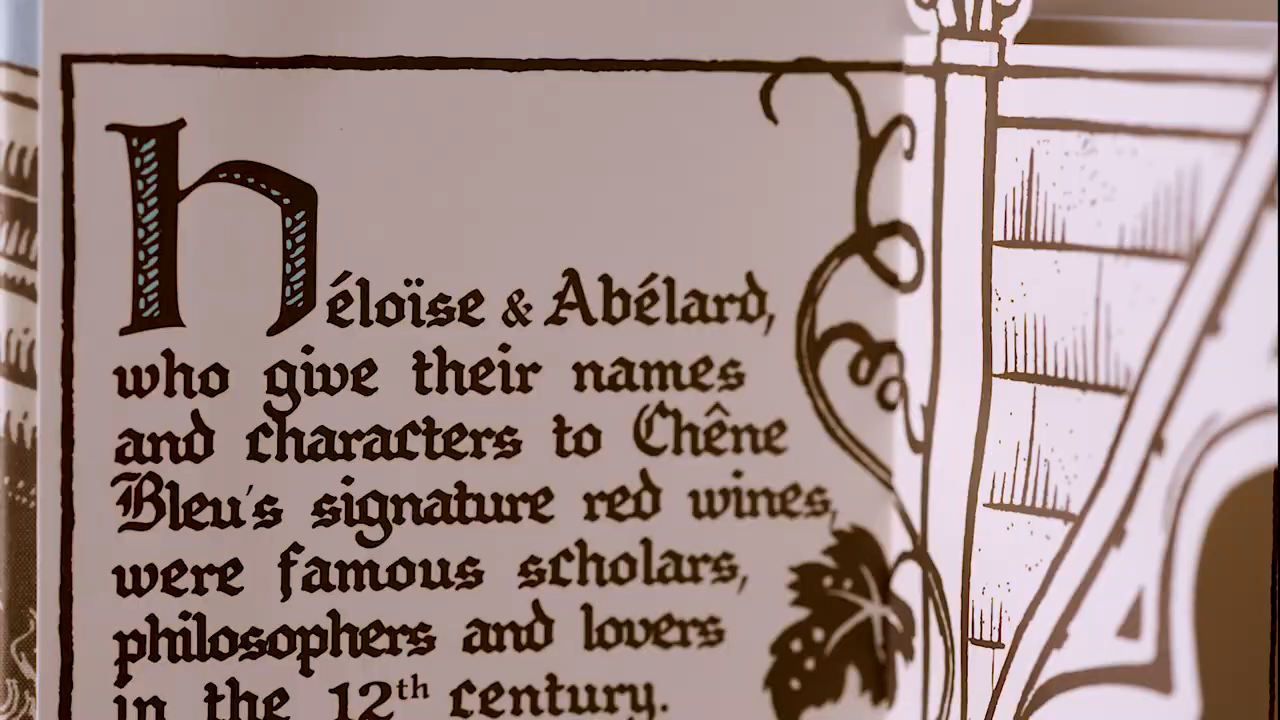 héloïse & Abélard,
who give their names
and characters to Chêne
Bleu's signature red wines,
were famous scholars,
philosophers and lovers
in the 12th century.